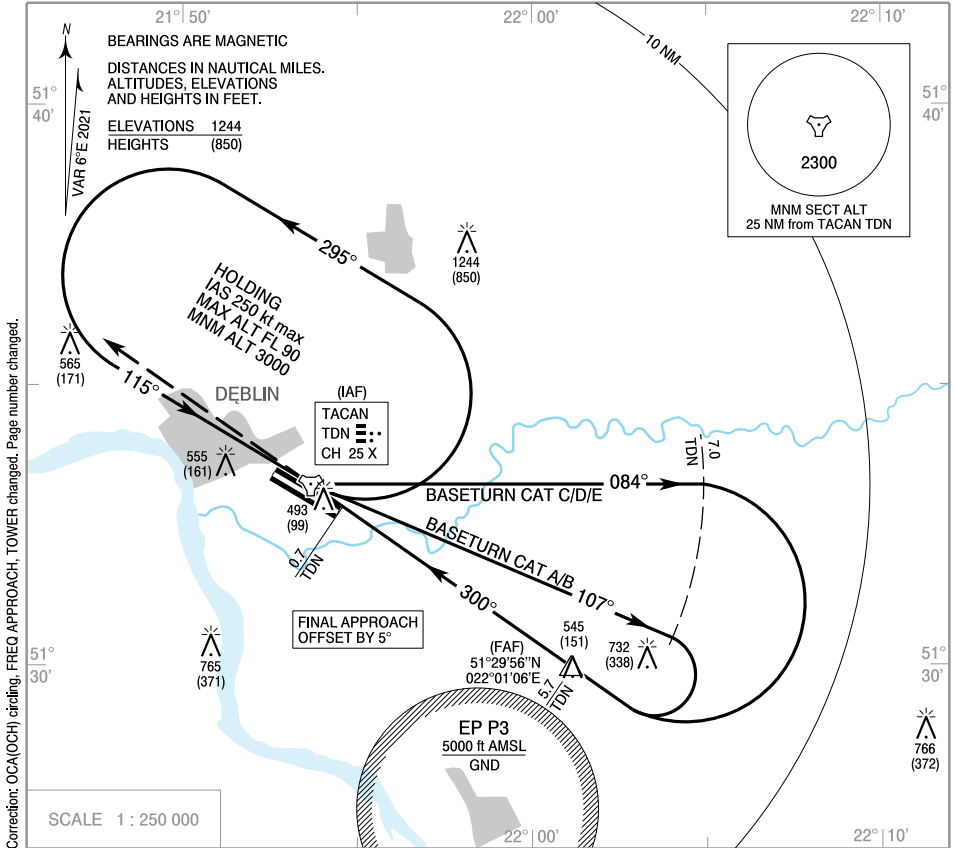 21° 50'
22° 00'
22° 10'
N
BEARINGS ARE MAGNETIC
DISTANCES IN NAUTICAL MILES.
ALTITUDES, ELEVATIONS
AND HEIGHTS IN FEET.
ELEVATIONS 1244
HEIGHTS (850)
VAR 6°E 2021
51°
40'
51°
40'
10 NM
2300
MNM SECT ALT
25 NM from TACAN TDN
295°
1244
(850)
HOLDING
IAS 250 kt max
MAX ALT FL 90
MNM ALT 3000
565
(171)
115°
DĘBLIN
(IAF)
TACAN
TDN
CH 25 X
555
(161)
493
(99)
0.7
TDN
7.0
TDN
084°
BASETURN CAT C/D/E
BASETURN CAT A/B
107°
300°
FINAL APPROACH
OFFSET BY 5°
545
(151)
732
(338)
(FAF)
51°29'56"N
022°01'06'E
5.7
TDN
765
(371)
51°
30'
51°
30'
766
(372)
EP P3
5000 ft AMSL
GND
SCALE 1 : 250 000
22° 00'
22° 10'
Correction: OCA(OCH) circling, FREQ APPROACH, TOWER changed. Page number changed.